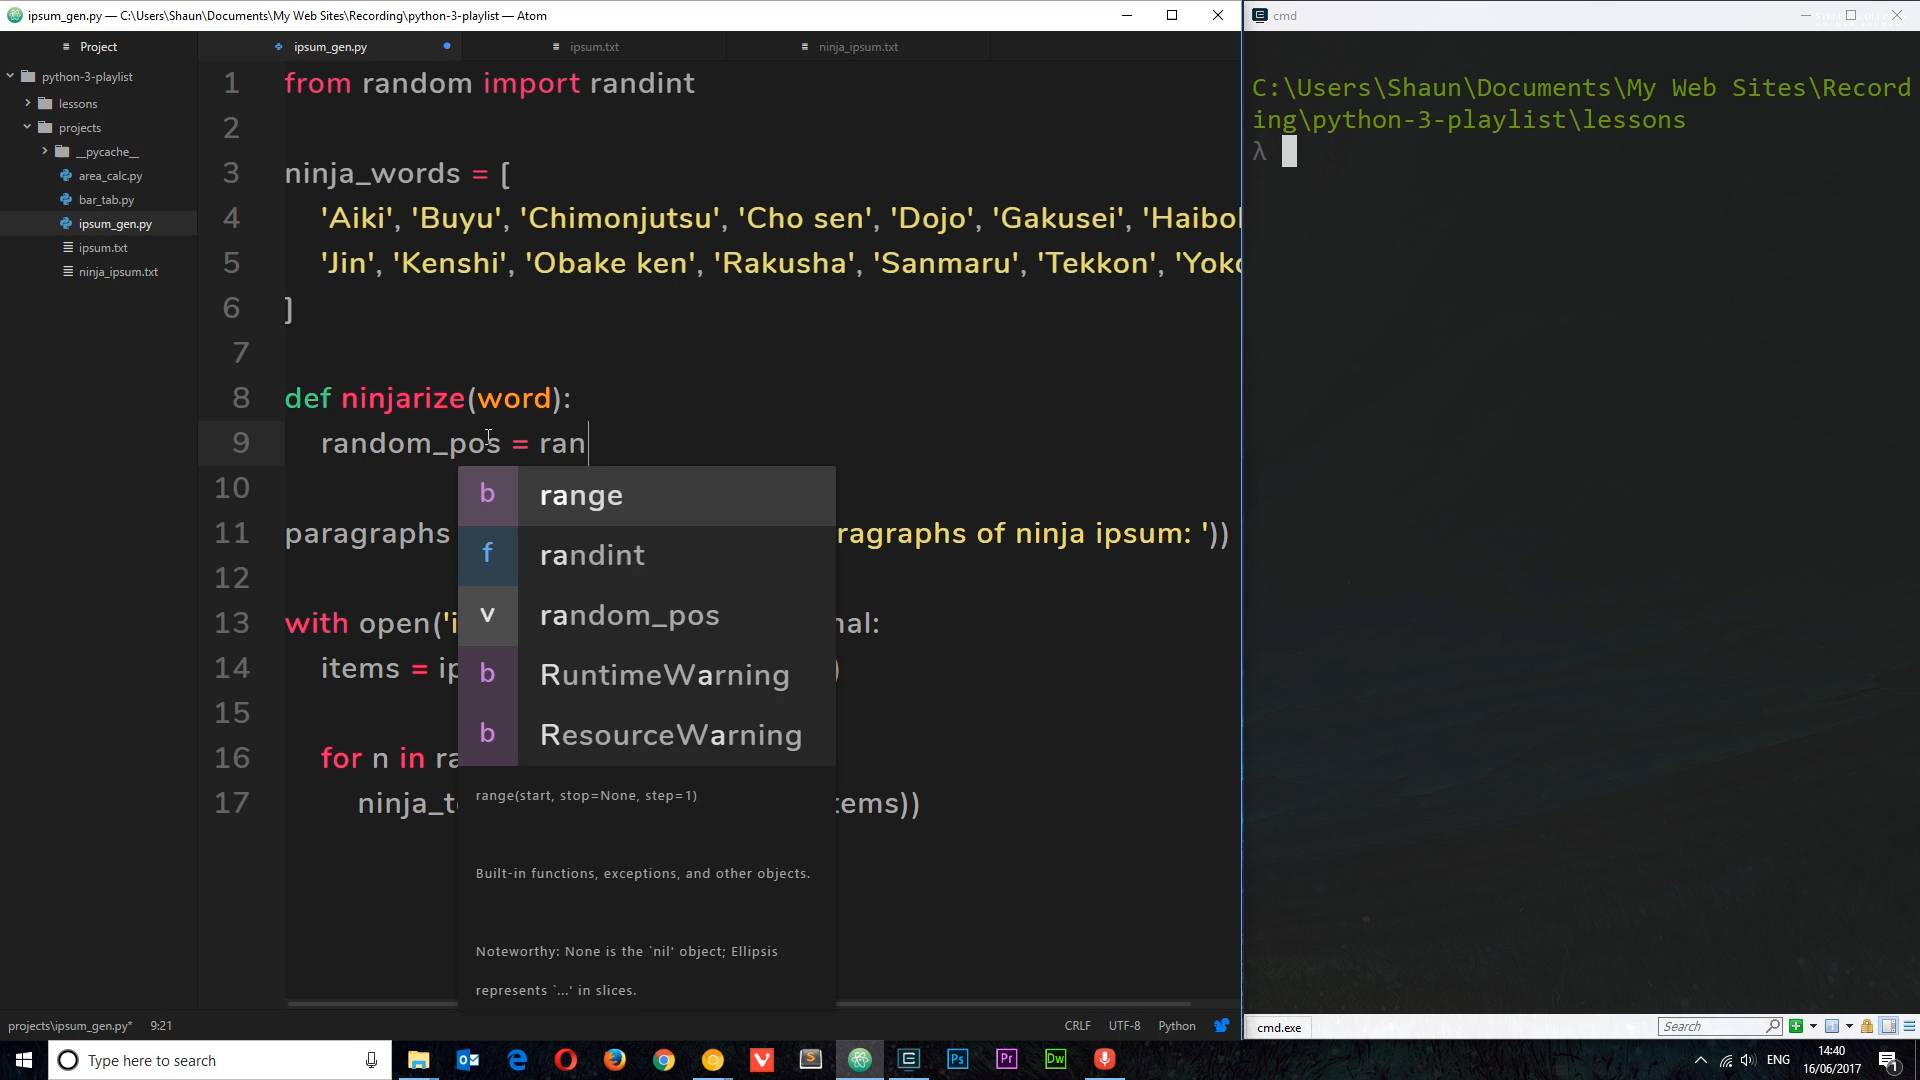 ipsum_gen.py — C:\Users\Shaun\Documents\My Web Sites\Recording\python-3-playlist — Atom
Project
python-3-playlist
lessons
projects
__pycache__
area_calc.py
bar_tab.py
ipsum_gen.py
ipsum.txt
ninja_ipsum.txt
ipsum_gen.py
ipsum.txt
ninja_ipsum.txt
1 from random import randint
2
3 ninja_words = [
4 'Aiki', 'Buyu', 'Chimonjutsu', 'Cho sen', 'Dojo', 'Gakusei', 'Haibo
5 'Jin', 'Kenshi', 'Obake ken', 'Rakusha', 'Sanmaru', 'Tekkon', 'Yok
6 ]
7
8 def ninjarize(word):
9 random_pos = ran
10
11 paragraphs ragraphs of ninja ipsum: '))
12
13 with open('i nal:
14 items = ip )
15
16 for n in ra
17 ninja_t tems))
b range
f randint
v random_pos
b RuntimeWarning
b ResourceWarning
range(start, stop=None, step=1)
Built-in functions, exceptions, and other objects.
Noteworthy: None is the `nil' object; Ellipsis
represents `...' in slices.
projects\ipsum_gen.py* 9:21
CRLF UTF-8 Python
cmd
C:\Users\Shaun\Documents\My Web Sites\Record
ing\python-3-playlist\lessons
λ
cmd.exe
Search
Type here to search
Ps
Pr
Dw
ENG
14:40
16/06/2017
1